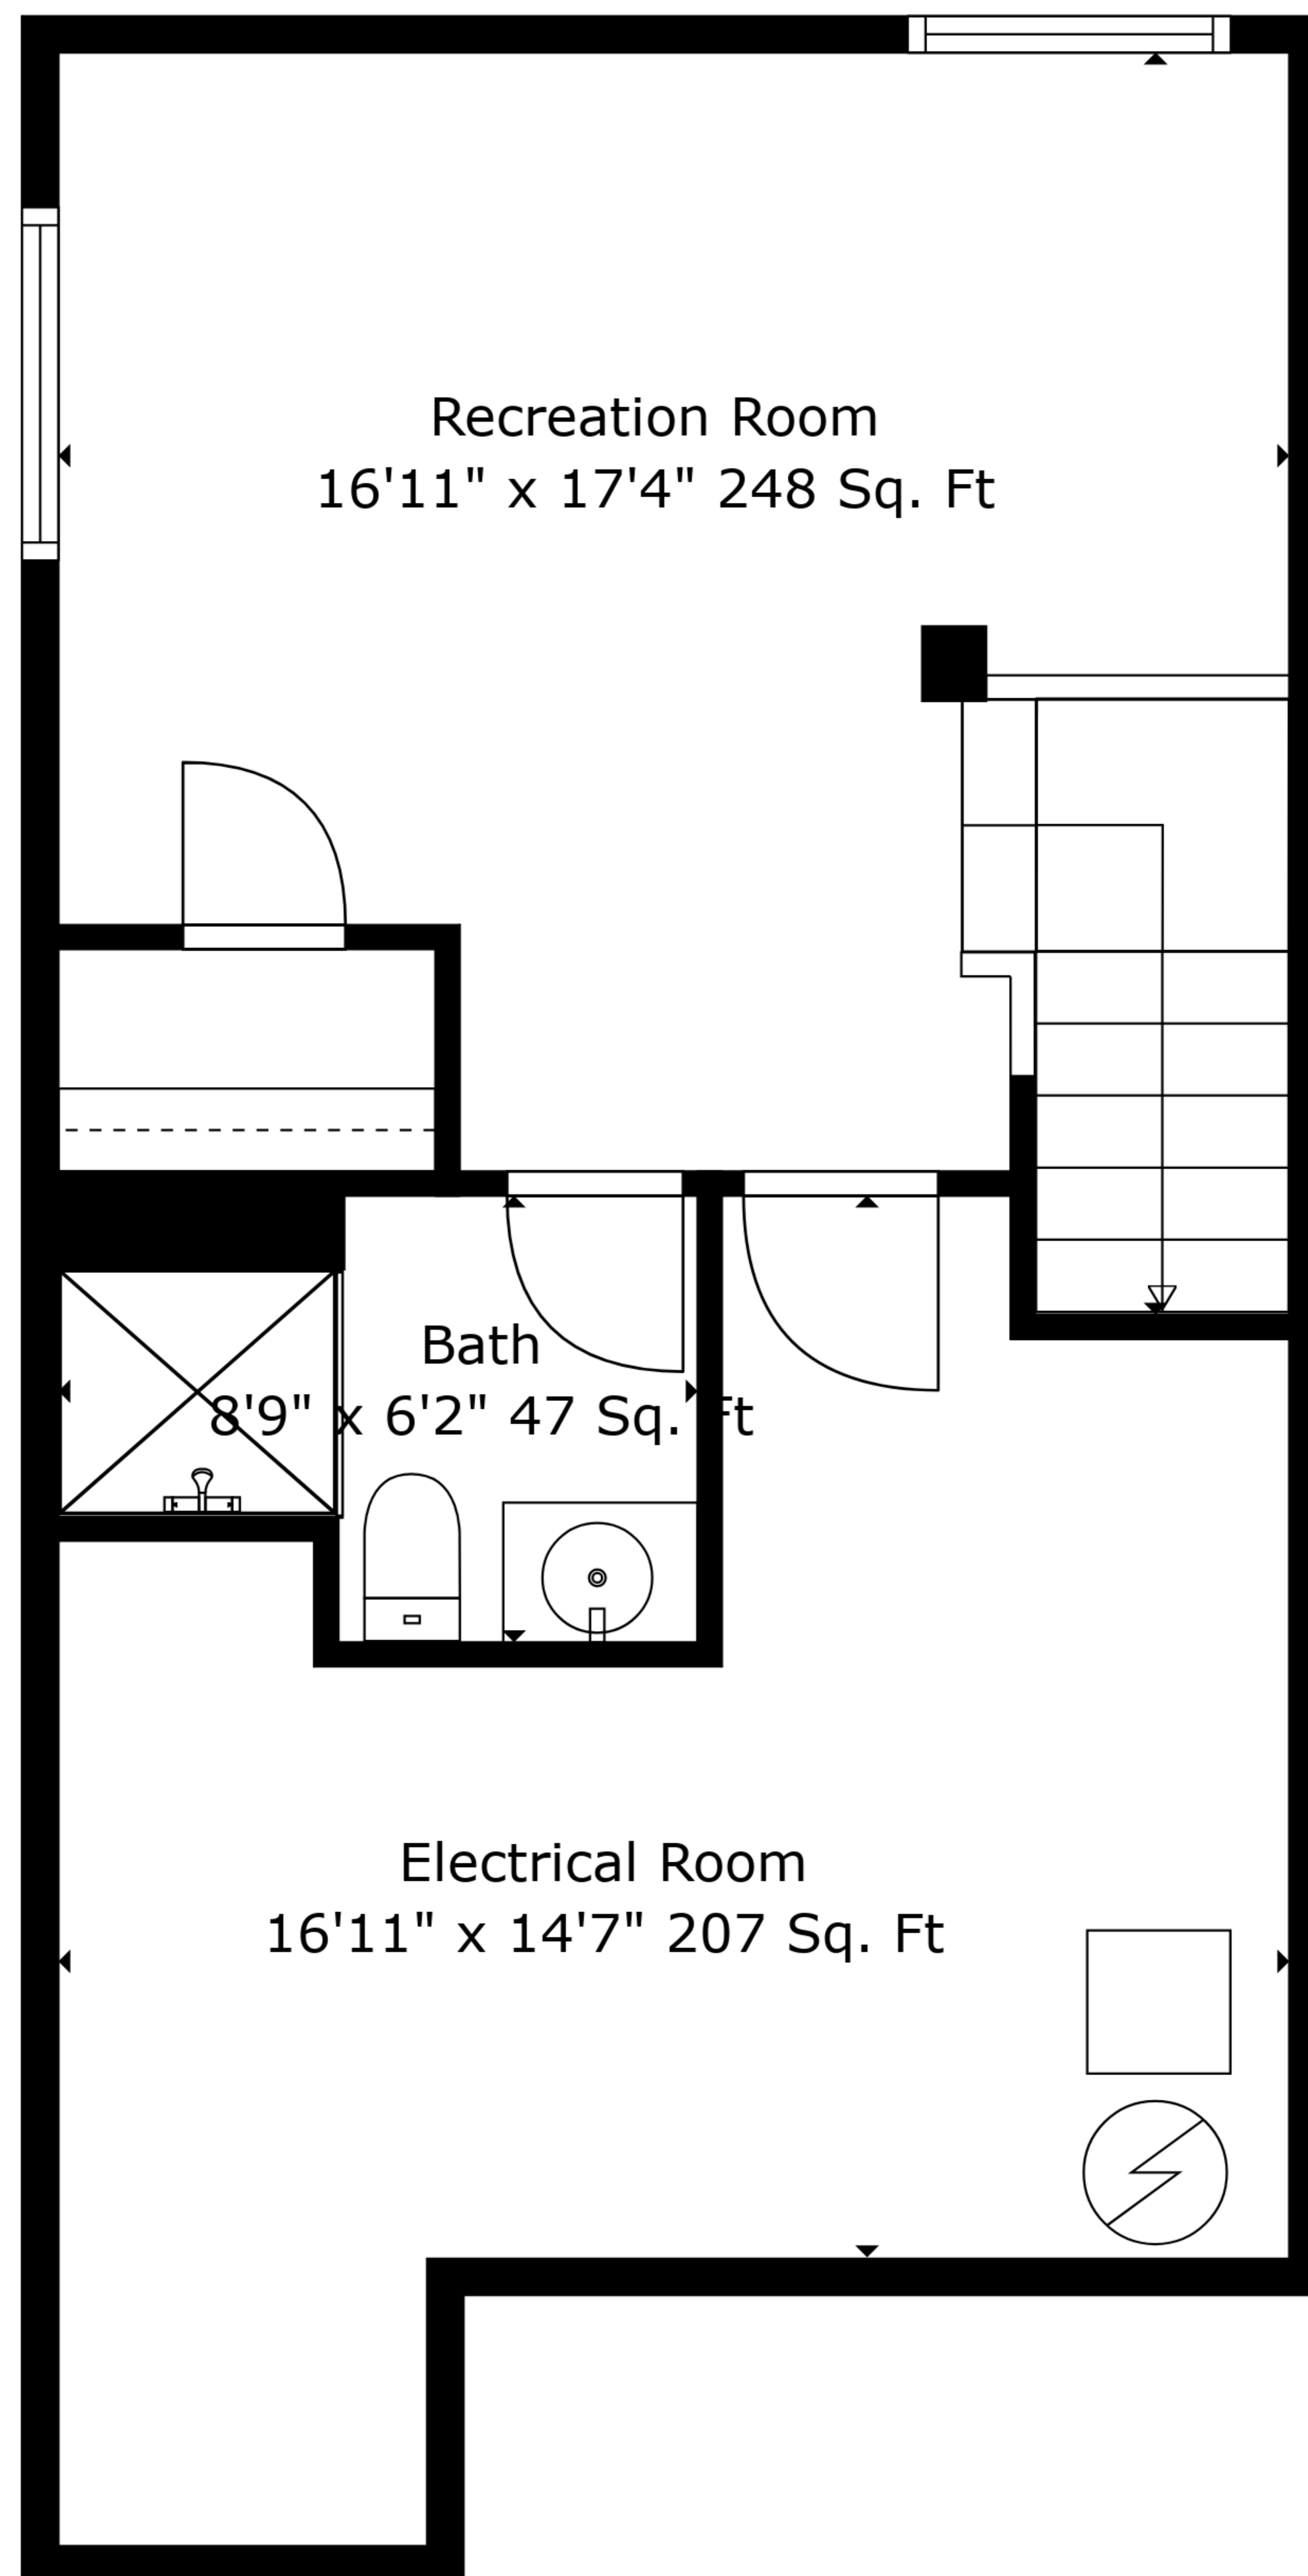 Recreation Room
16'11" x 17'4" 248 Sq. Ft
Bath
8'9" x 6'2" 47 Sq. Ft
Electrical Room
16'11" x 14'7" 207 Sq. Ft